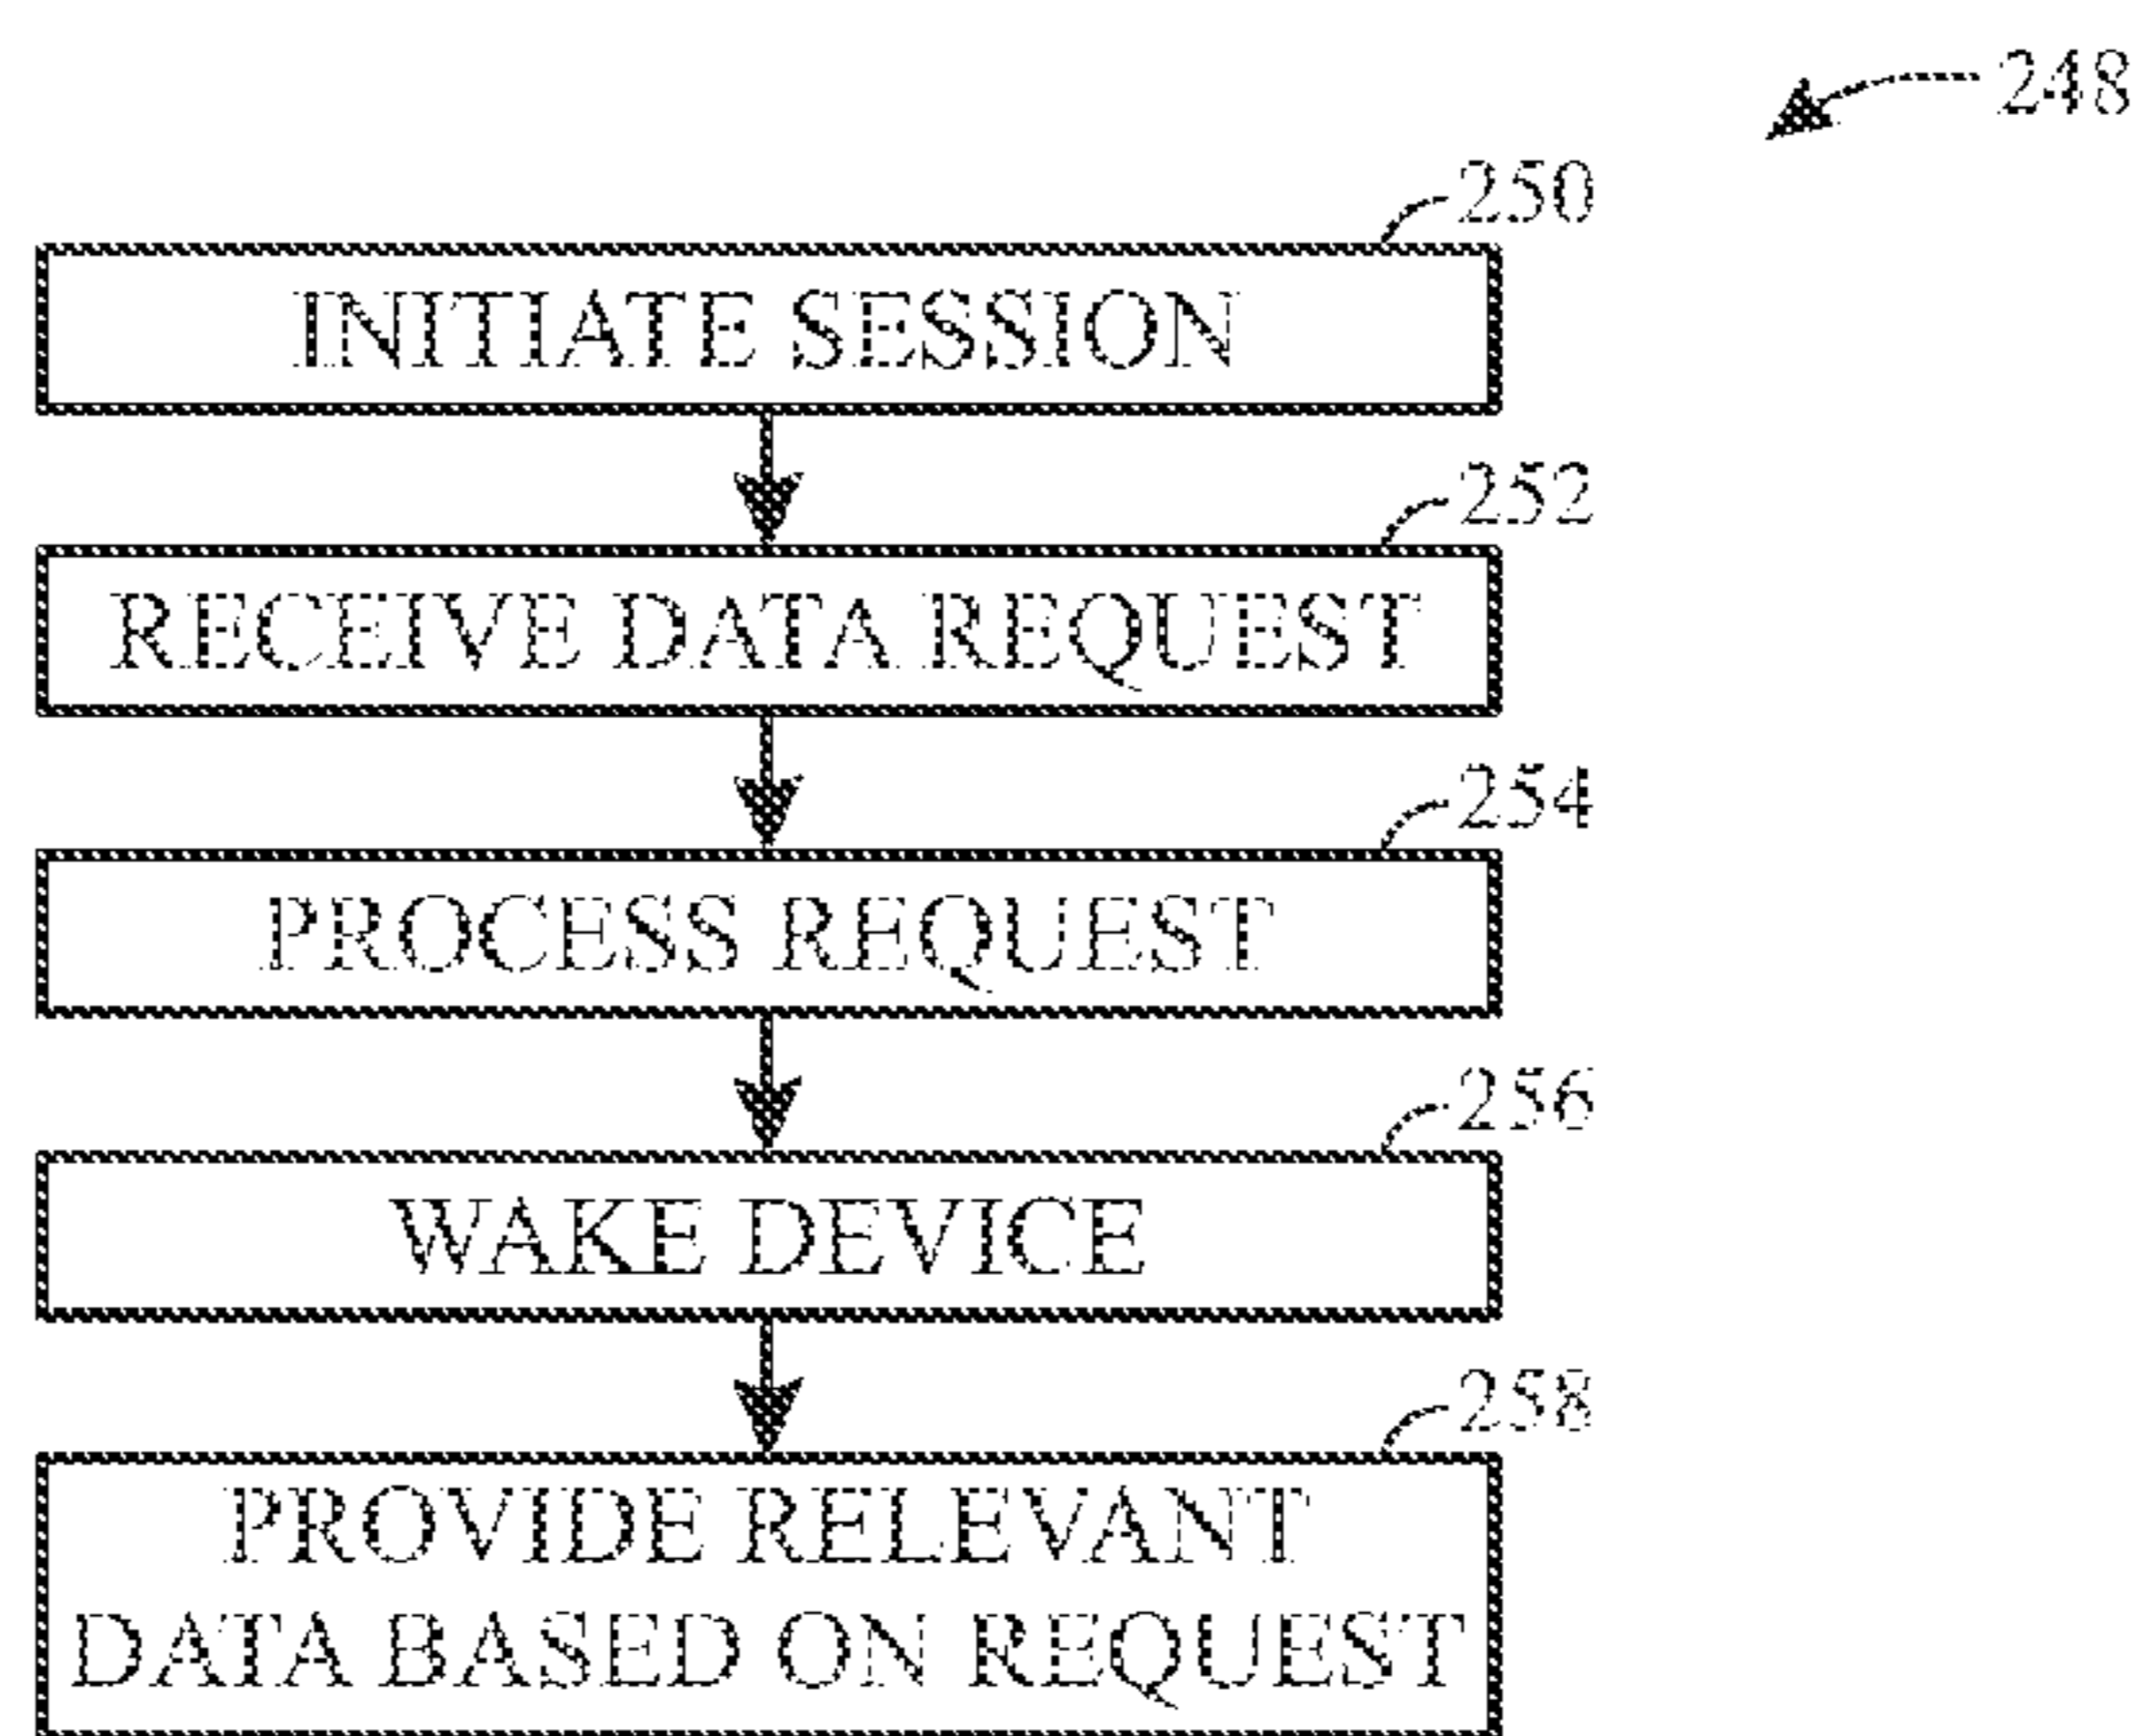 248
250
INITIATE SESSION
252
RECEIVE DATA REQUEST
254
PROCESS REQUEST
256
WAKE DEVICE
258
PROVIDE RELEVANT
DATA BASED ON REQUEST